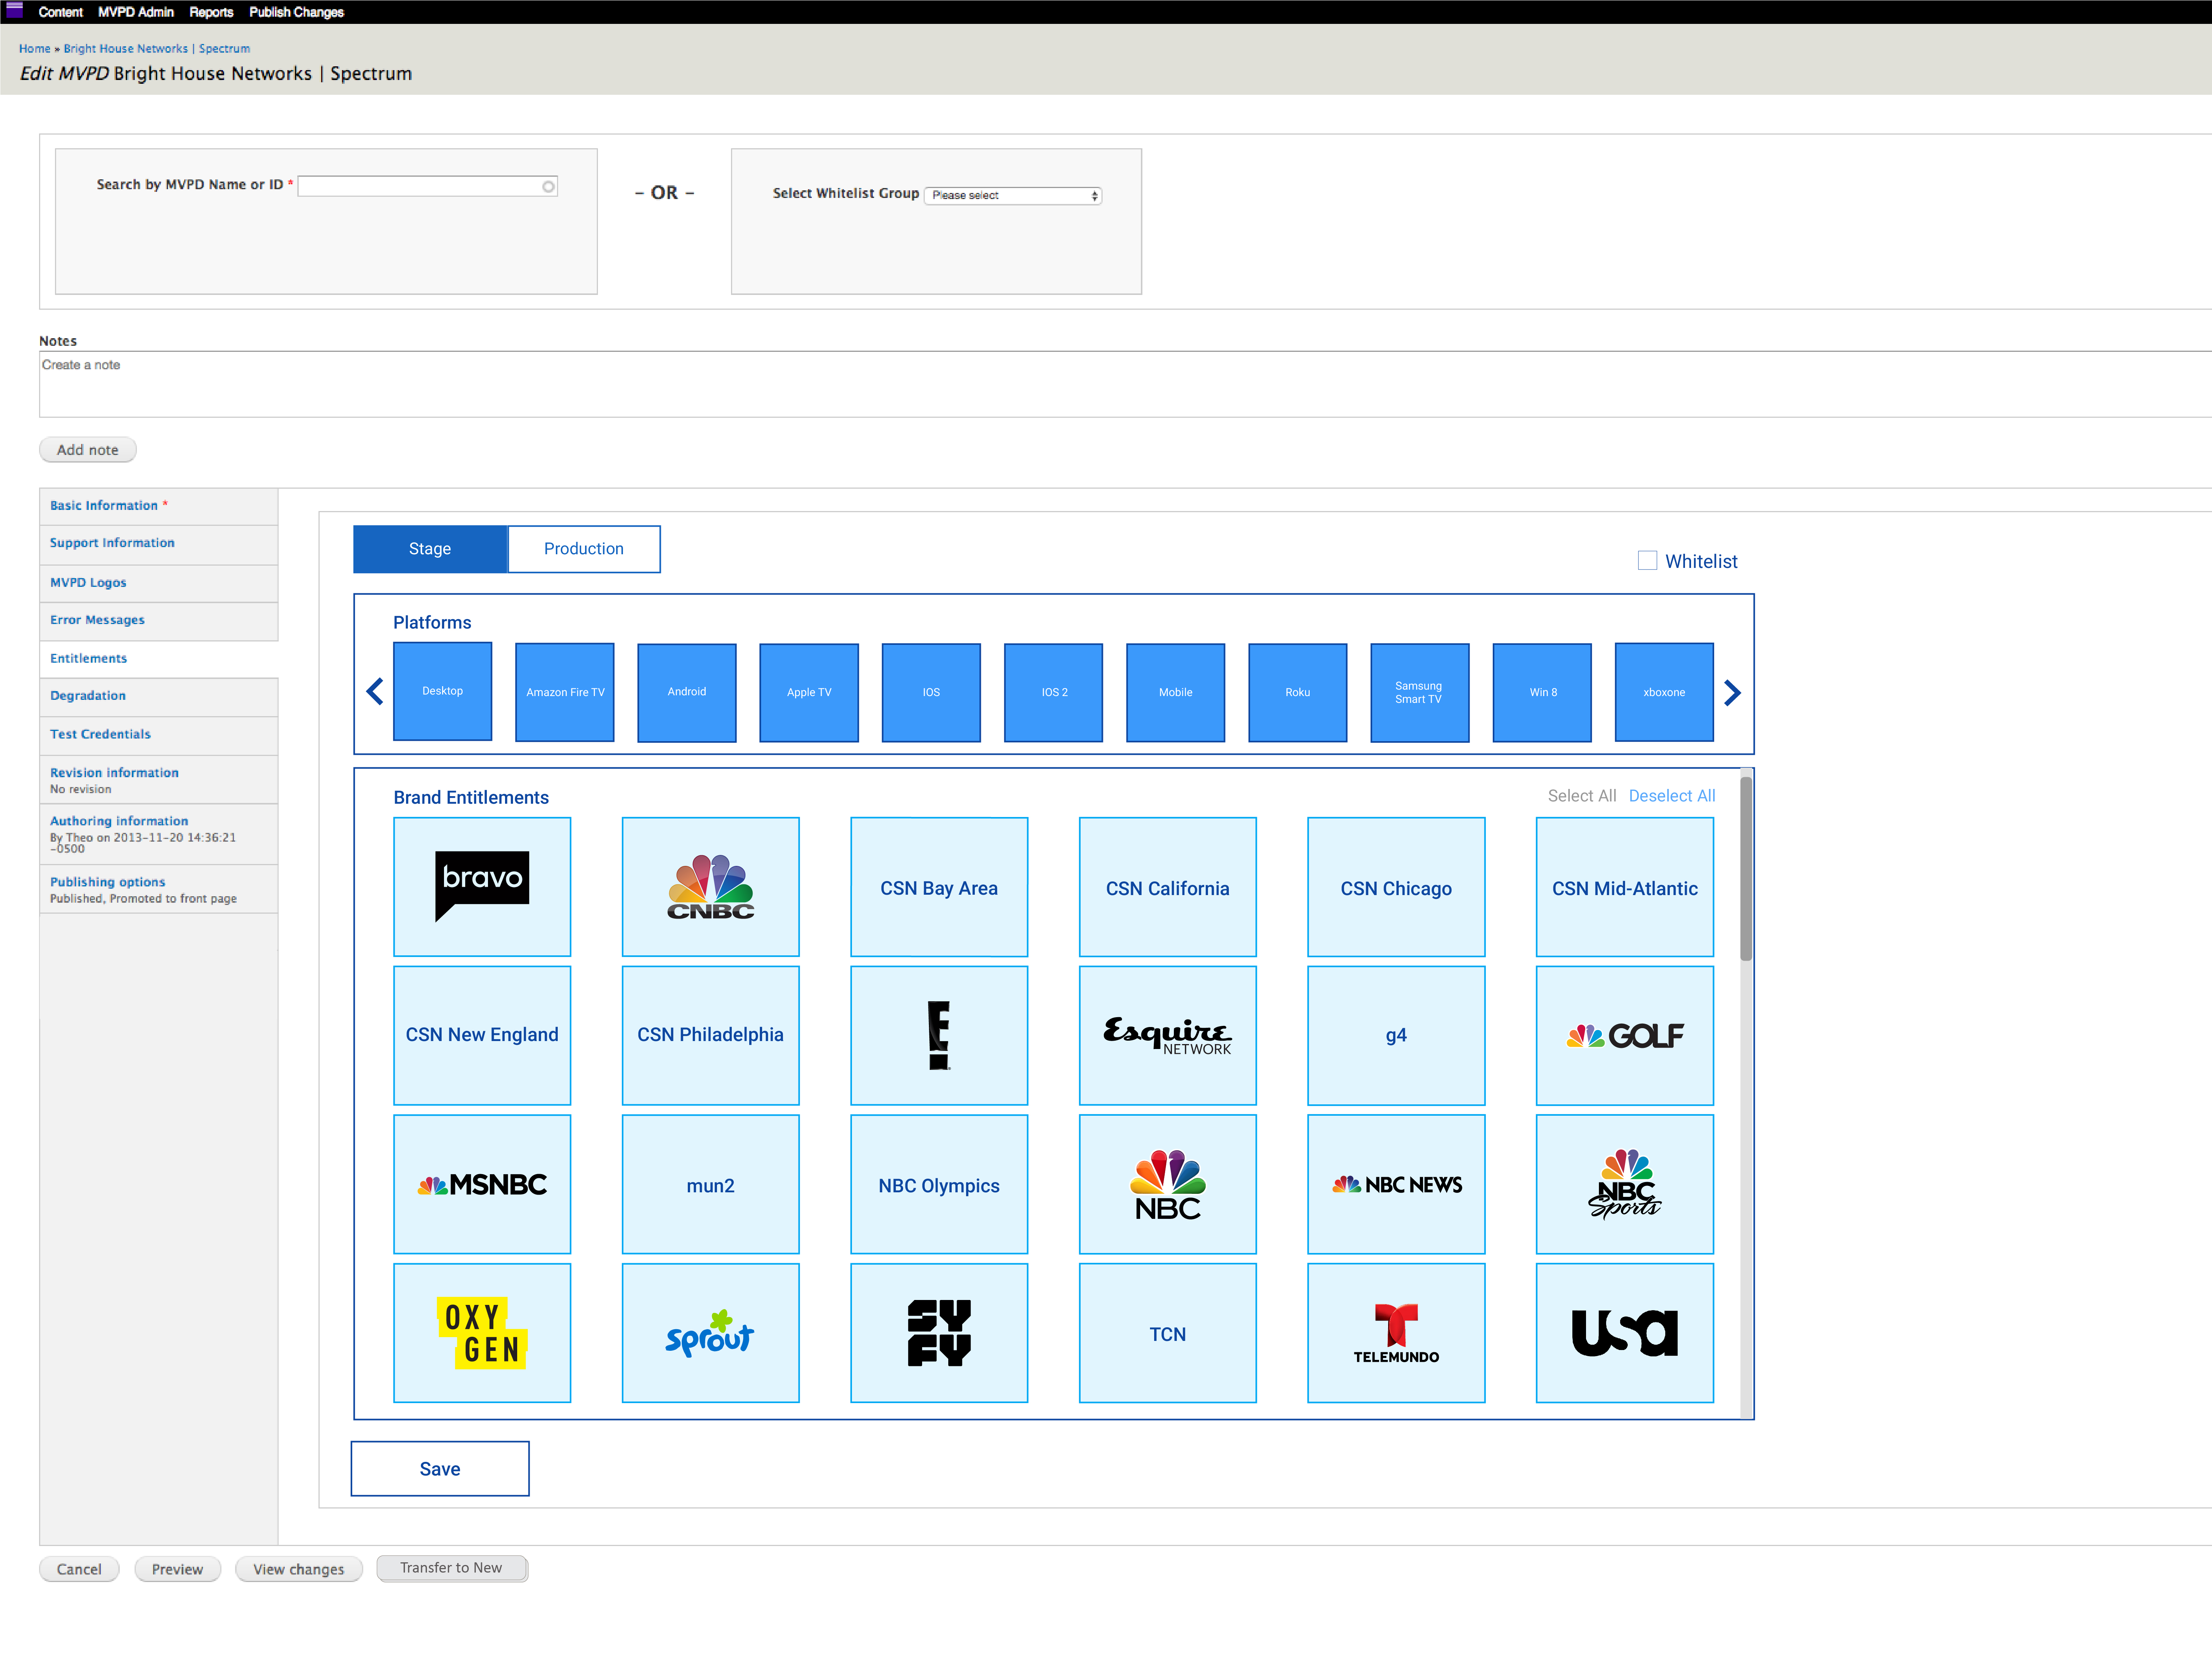 Content MVPD Admin Reports Publish Changes
Home » Bright House Networks | Spectrum
Edit MVPD Bright House Networks | Spectrum
Search by MVPD Name or ID *
- OR -
Select Whitelist Group Please select
Notes
Create a note
Add note
Basic Information *
Support Information
MVPD Logos
Error Messages
Entitlements
Degradation
Test Credentials
Revision information
No revision
Authoring information
By Theo on 2013-11-20 14:36:21
-0500
Publishing options
Published, Promoted to front page
Stage Production
Whitelist
Platforms
Desktop Amazon Fire TV Android Apple TV IOS IOS 2 Mobile Roku Samsung Smart TV Win 8 xboxone
Brand Entitlements Select All Deselect All
bravo CNBC CSN Bay Area CSN California CSN Chicago CSN Mid-Atlantic
CSN New England CSN Philadelphia E! Esquire NETWORK g4 GOLF
MSNBC mun2 NBC Olympics NBC NBC NEWS NBC Sports
OXYGEN sprout SYFY TCN TELEMUNDO usa
Save
Cancel Preview View changes Transfer to New